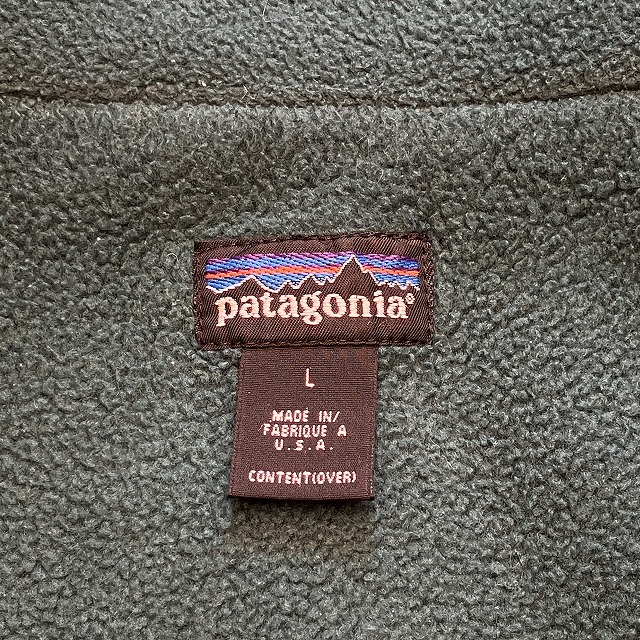 patagonia®
L
MADE IN/
FABRIQUE A
U.S.A.
CONTENT(OVER)